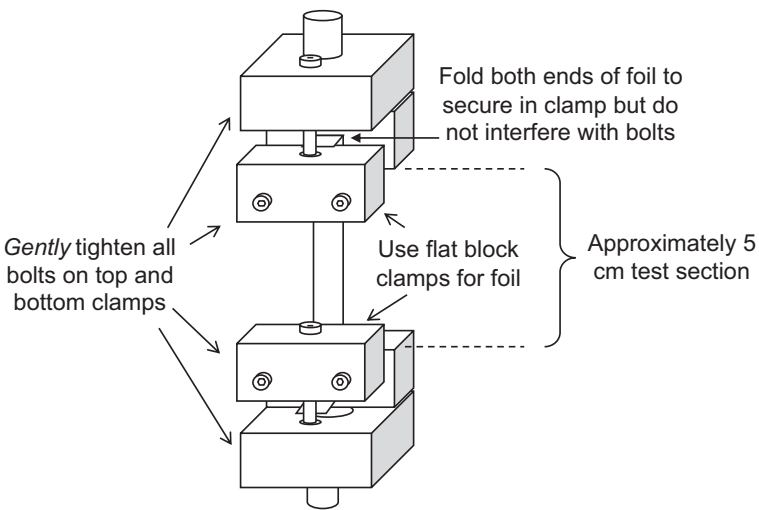 Fold both ends of foil to
secure in clamp but do
not interfere with bolts
Gently tighten all
bolts on top and
bottom clamps
Use flat block
clamps for foil
Approximately 5
cm test section